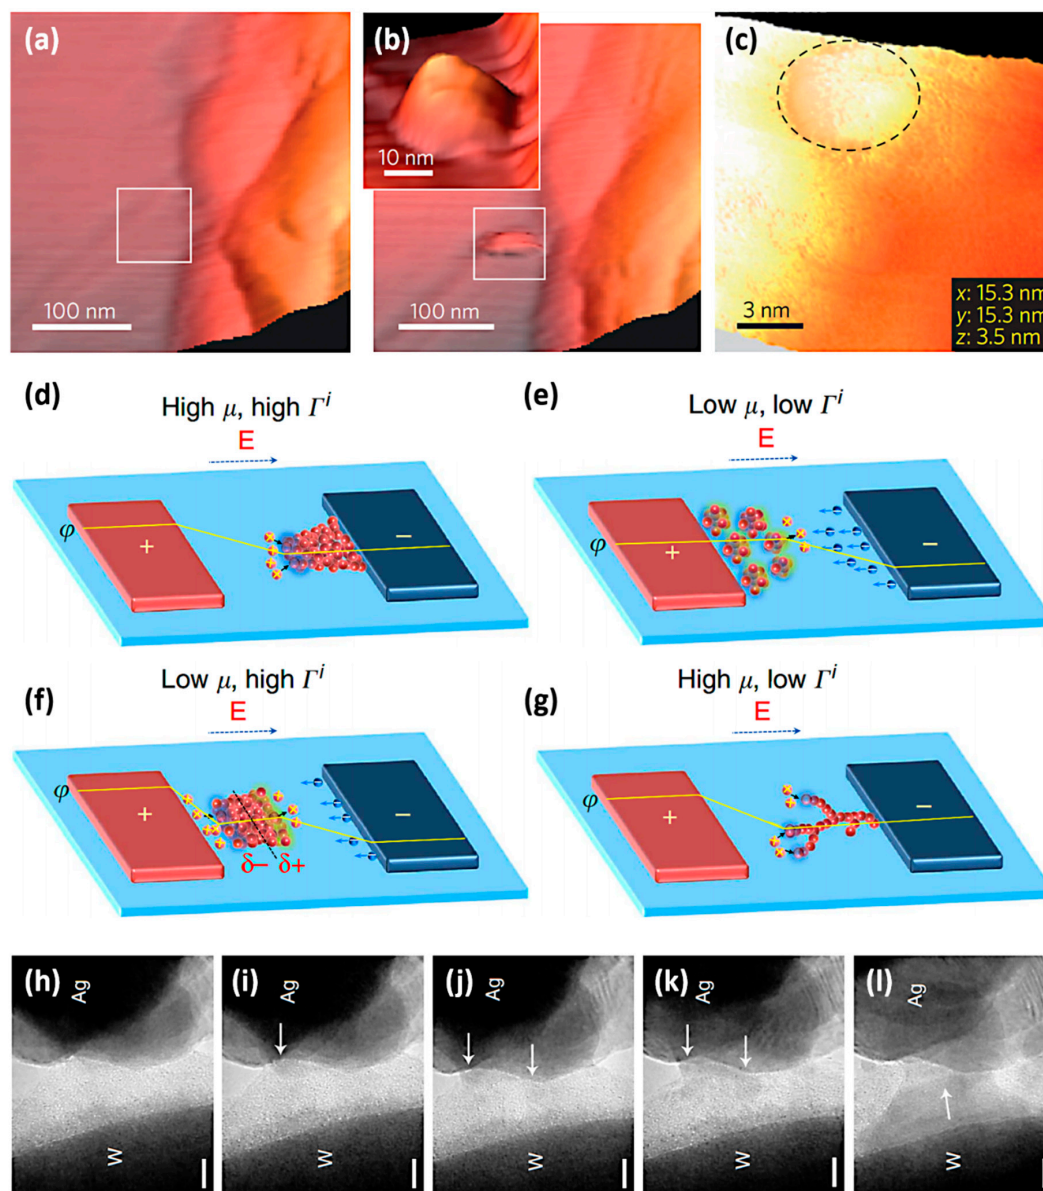 (a)
100 nm
(b)
10 nm
100 nm
(c)
3 nm
x: 15.3 nm
y: 15.3 nm
z: 3.5 nm
(d)
High μ, high Γⁱ
E
φ
+
−
(e)
Low μ, low Γⁱ
E
φ
+
−
(f)
Low μ, high Γⁱ
E
φ
+
−
δ− δ+
(g)
High μ, low Γⁱ
E
φ
+
−
(h)
Ag
W
(i)
Ag
W
(j)
Ag
W
(k)
Ag
W
(l)
Ag
W